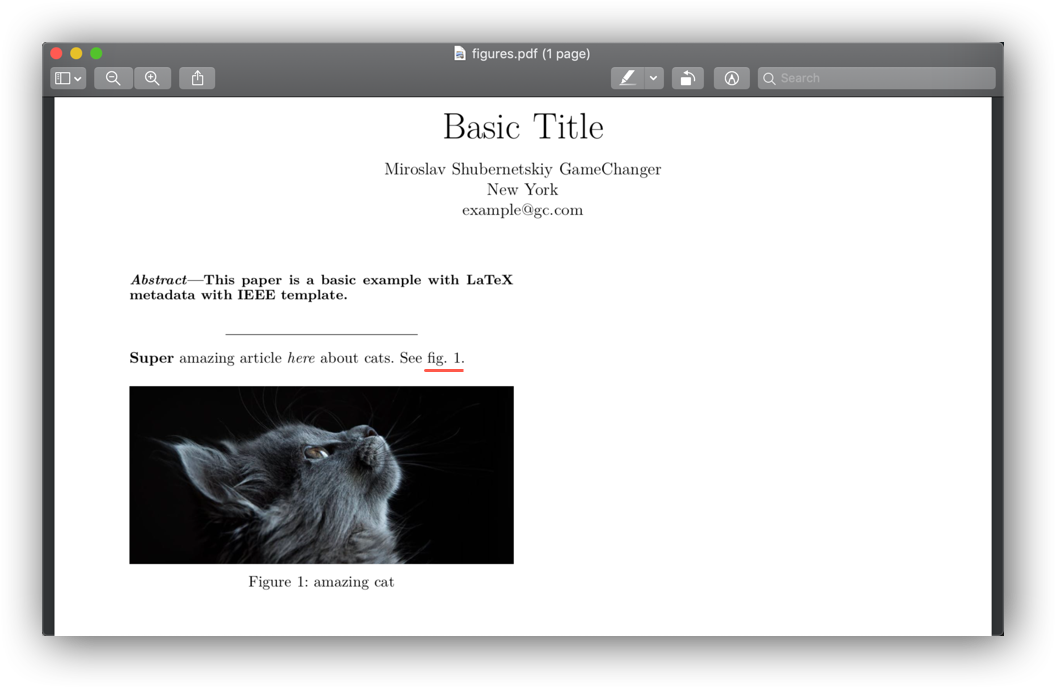 figures.pdf (1 page)
Search
Basic Title
Miroslav Shubernetskiy GameChanger
New York
example@gc.com
Abstract—This paper is a basic example with LaTeX
metadata with IEEE template.
Super amazing article here about cats. See fig. 1.
Figure 1: amazing cat